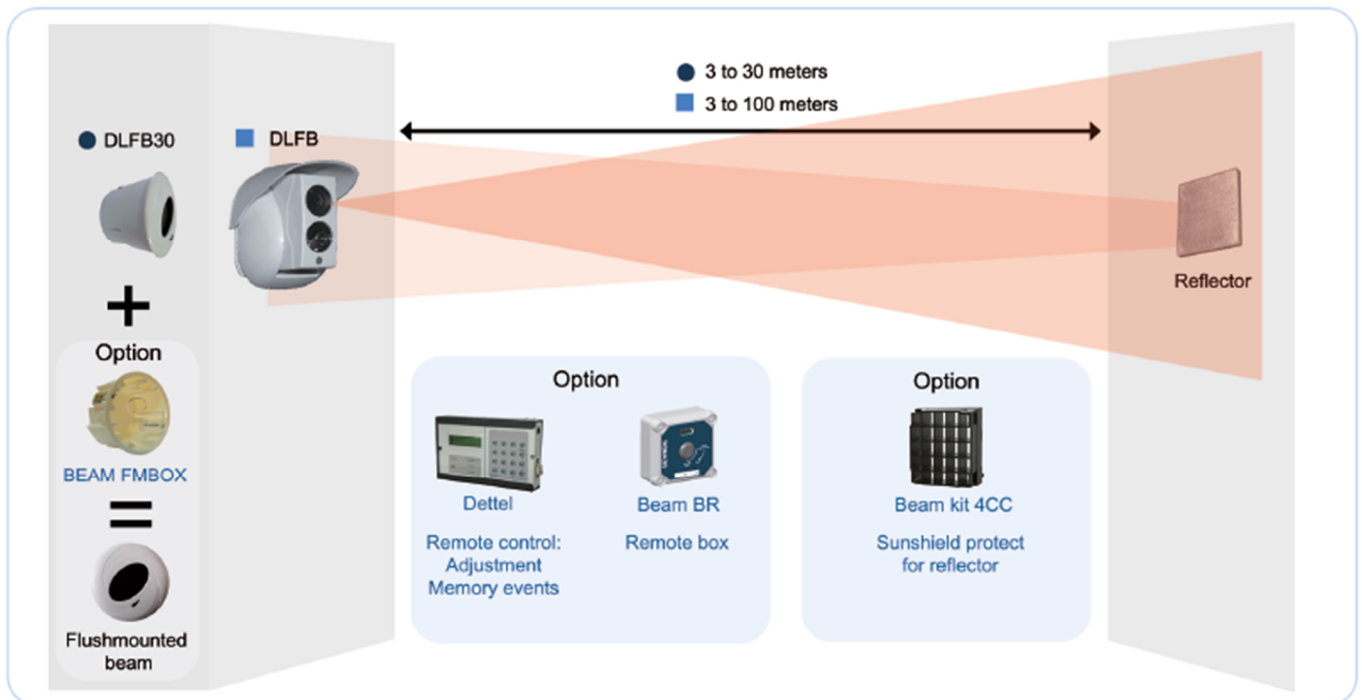 3 to 30 meters
3 to 100 meters
DLFB30
DLFB
Reflector
Option
BEAM FMBOX
Flushmounted
beam
Option
Dettel
Remote control:
Adjustment
Memory events
Beam BR
Remote box
Option
Beam kit 4CC
Sunshield protect
for reflector